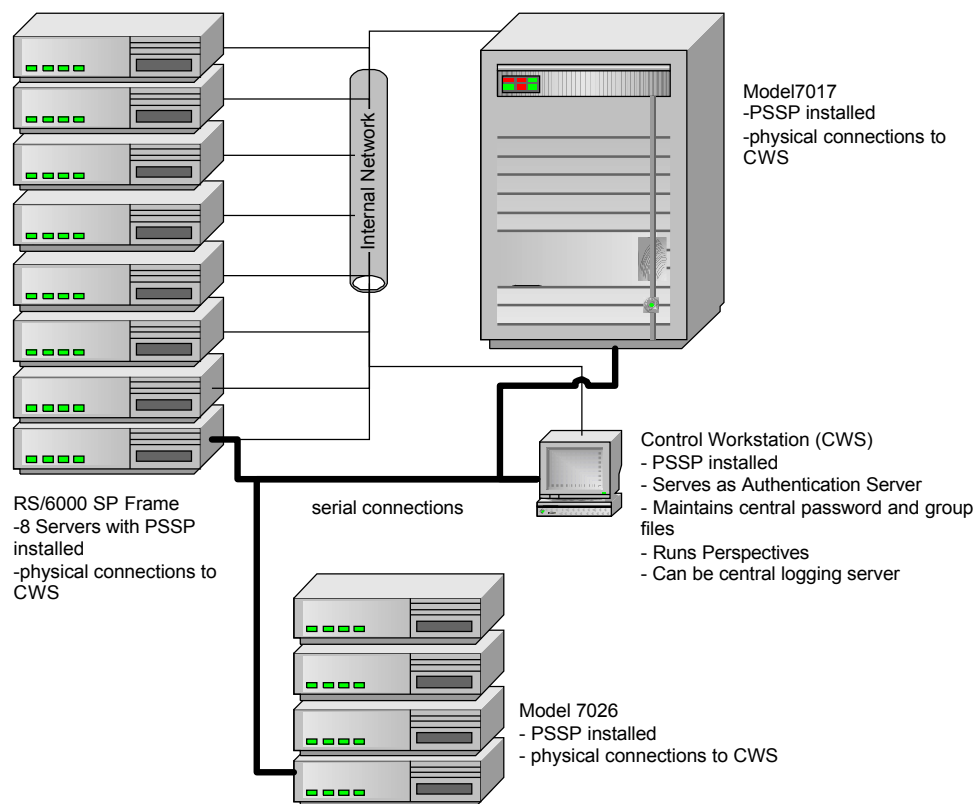 Model7017
-PSSP installed
-physical connections to
CWS
Internal Network
Control Workstation (CWS)
- PSSP installed
- Serves as Authentication Server
- Maintains central password and group
files
- Runs Perspectives
- Can be central logging server
RS/6000 SP Frame
-8 Servers with PSSP
installed
-physical connections to
CWS
serial connections
Model 7026
- PSSP installed
- physical connections to CWS